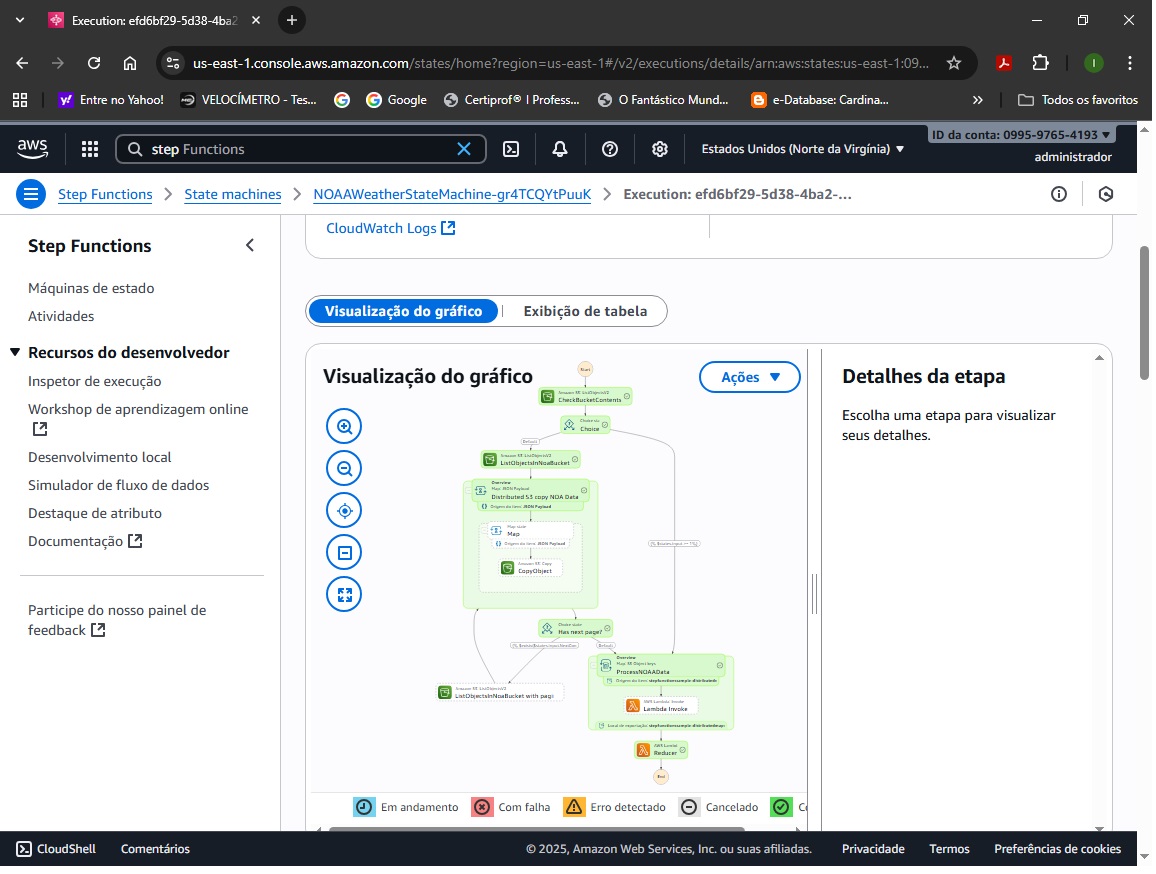 Execution: efd6bf29-5d38-4ba2
us-east-1.console.aws.amazon.com/states/home?region=us-east-1#/v2/executions/details/arn:aws:states:us-east-1:09...
Entre no Yahoo!
VELOCÍMETRO - Tes...
Google
Certiprof® I Profess...
O Fantástico Mund...
e-Database: Cardina...
Todos os favoritos
aws
step Functions
Estados Unidos (Norte da Virgínia)
ID da conta: 0995-9765-4193
administrador
Step Functions
State machines
NOAAWeatherStateMachine-gr4TCQYtPuuK
Execution: efd6bf29-5d38-4ba2-...
Step Functions
Máquinas de estado
Atividades
Recursos do desenvolvedor
Inspetor de execução
Workshop de aprendizagem online
Desenvolvimento local
Simulador de fluxo de dados
Destaque de atributo
Documentação
Participe do nosso painel de
feedback
CloudWatch Logs
Visualização do gráfico
Exibição de tabela
Visualização do gráfico
Ações
Start
Amazon S3: ListObjectsV2
CheckBucketContents
Choice state
Choice
Default
Amazon S3: ListObjectsV2
ListObjectsInNoaBucket
Overview
Map: JSON Payload
Distributed S3 copy NOA Data
Origem do item: JSON Payload
Map state
Map
Origem do item: JSON Payload
Amazon S3: Copy
CopyObject
Choice state
Has next page?
Default
Amazon S3: ListObjectsV2
ListObjectsInNoaBucket with pagi
Overview
Map: S3 Object keys
ProcessNOAAData
Origem do item: stepfunctionssample-distributedm
AWS Lambda: Invoke
Lambda Invoke
Local de exportação: stepfunctionssample-distributedmap
AWS Lambda
Reducer
End
Em andamento
Com falha
Erro detectado
Cancelado
Detalhes da etapa
Escolha uma etapa para visualizar
seus detalhes.
CloudShell
Comentários
© 2025, Amazon Web Services, Inc. ou suas afiliadas.
Privacidade
Termos
Preferências de cookies